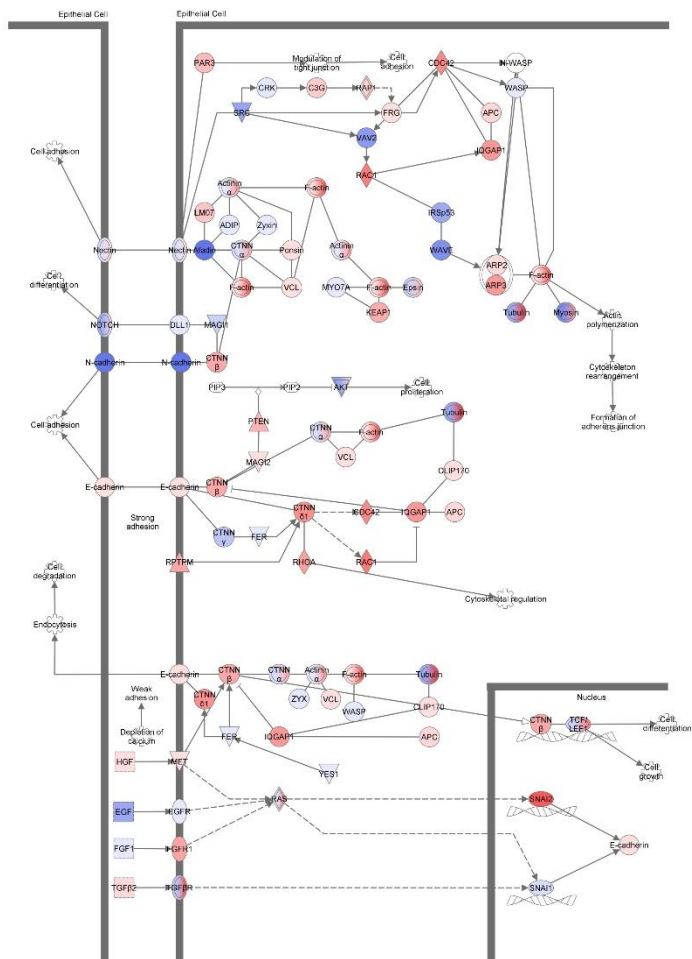 Epithelial Cell
Epithelial Cell
PAR3
Modulation of
tight junction
Cell
adhesion
CDC42
N-WASP
CRK
C3G
RAP1
WASP
SRC
FRG
APC
VAV2
IQGAP1
Cell adhesion
RAC1
Actinin
α
F-actin
LM07
IRSp53
ADIP
Zyxin
Nectin
Nectin
Afadin
CTNN
α
Ponsin
Actinin
α
WAVE
ARP2
F-actin
ARP3
Cell
differentiation
F-actin
VCL
MYO7A
F-actin
Epsin
KEAP1
Tubulin
Myosin
Actin
polymerization
NOTCH
DLL1
MAGI1
N-cadherin
N-cadherin
CTNN
β
Cytoskeleton
rearrangement
PIP3
PIP2
AKT
Cell
proliferation
Formation of
adherens junction
Cell adhesion
PTEN
CTNN
α
F-actin
Tubulin
MAGI2
VCL
CLIP170
E-cadherin
E-cadherin
CTNN
β
Strong
adhesion
CTNN
δ1
CDC42
IQGAP1
APC
CTNN
γ
FER
RPTPM
RHOA
RAC1
Cell
degradation
Cytoskeletal regulation
Endocytosis
E-cadherin
CTNN
β
CTNN
α
Actinin
α
F-actin
Tubulin
Nucleus
Weak
adhesion
CTNN
δ1
ZYX
VCL
WASP
CLIP170
CTNN
β
TCF/
LEF1
Cell
differentiation
Depletion of
calcium
FER
IQGAP1
APC
HGF
MET
YES1
Cell
growth
EGF
EGFR
RAS
SNAI2
FGF1
FGFR1
E-cadherin
TGFβ2
TGFβR
SNAI1